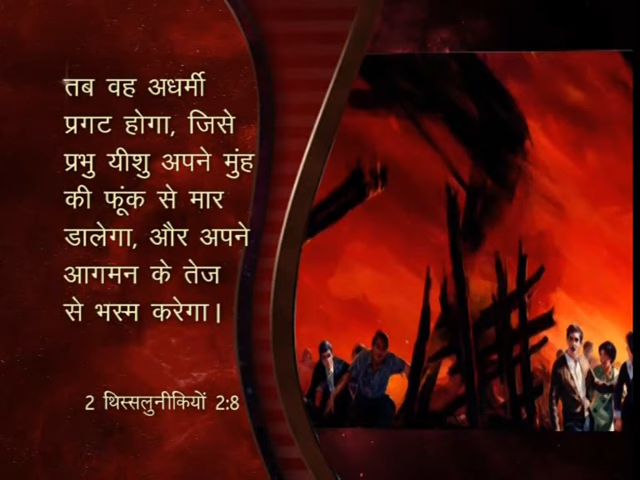 तब वह अधर्मी
प्रगट होगा, जिसे
प्रभु यीशु अपने मुंह
की फूंक से मार
डालेगा, और अपने
आगमन के तेज
से भस्म करेगा।
2 थिस्सलुनीकियों 2:8